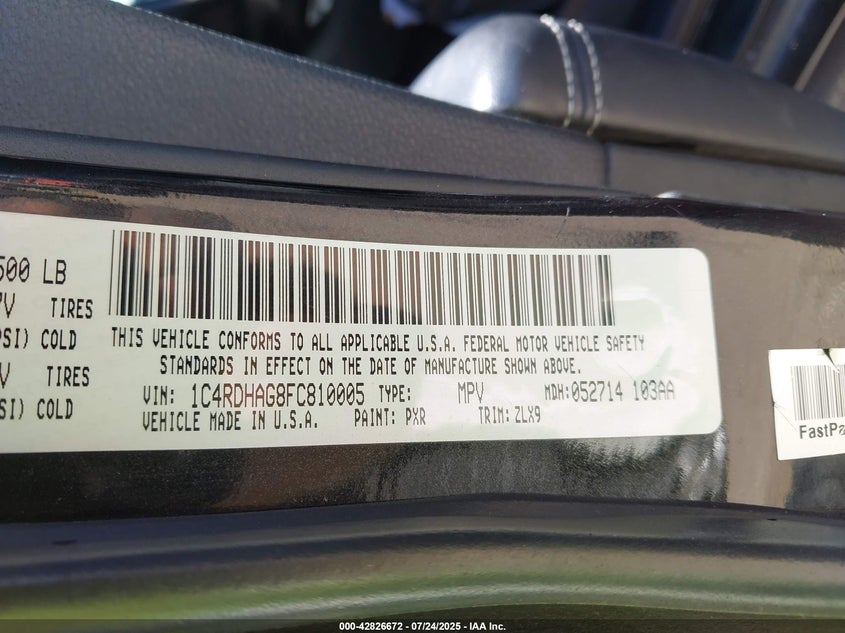 500 LB
TIRES
COLD
TIRES
COLD
THIS VEHICLE CONFORMS TO ALL APPLICABLE U.S.A. FEDERAL MOTOR VEHICLE SAFETY
STANDARDS IN EFFECT ON THE DATE OF MANUFACTURE SHOWN ABOVE.
VIN: 1C4RDHAG8FC810005 TYPE: MPV MDH:052714 103AA
VEHICLE MADE IN U.S.A. PAINT: PXR TRIM: ZLX9
FastPa
000-42826672 - 07/24/2025 - IAA Inc.